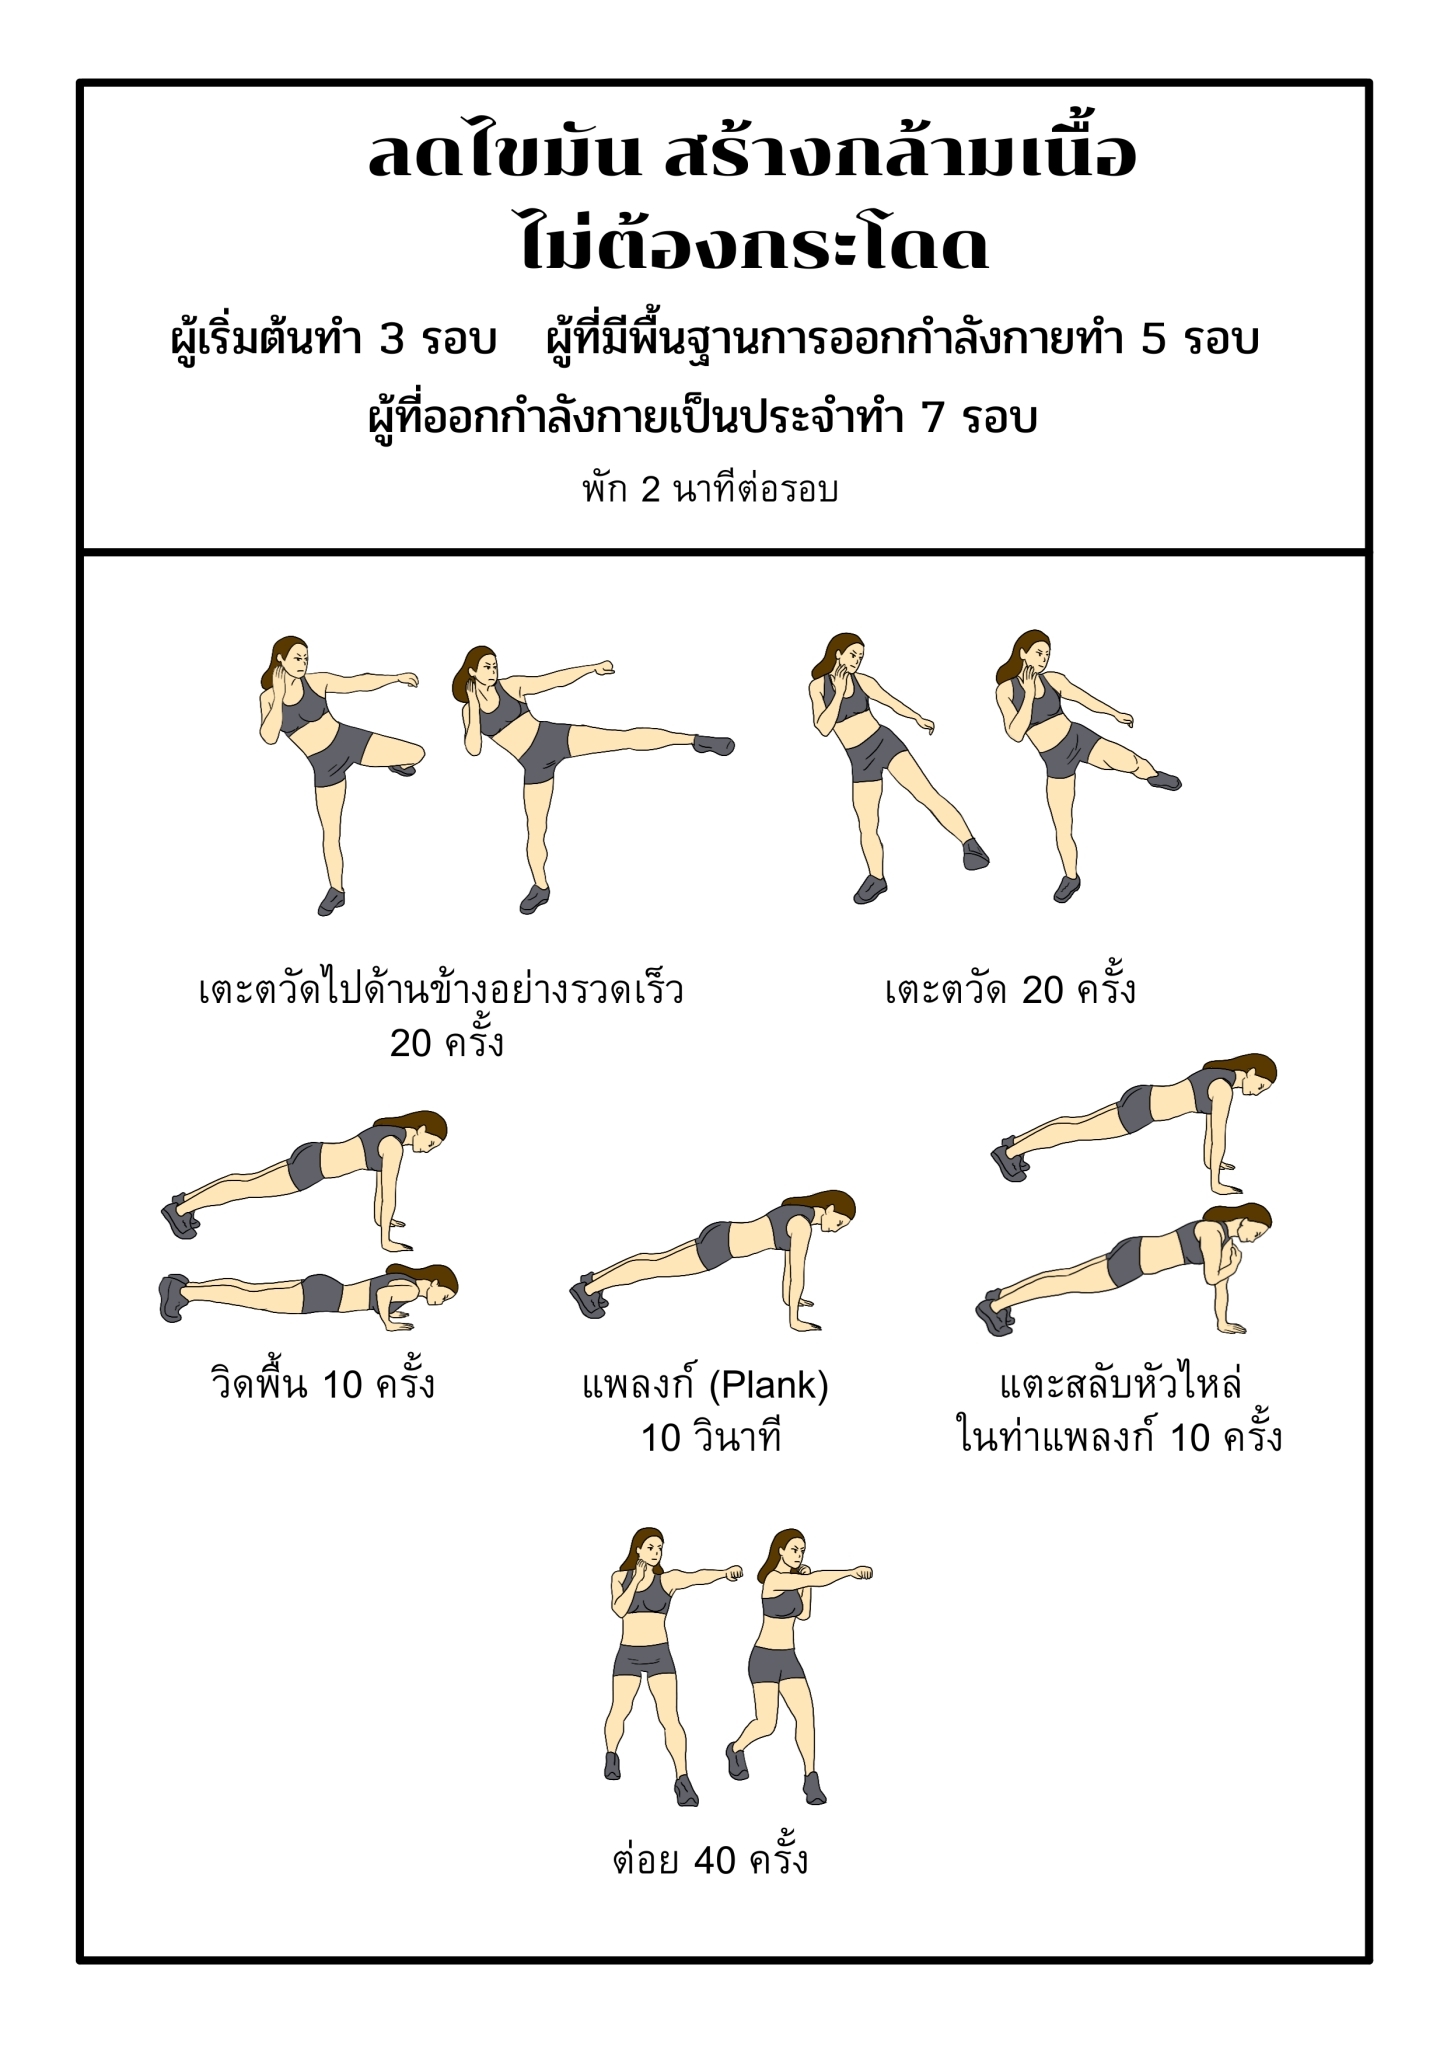 ลดไขมัน สร้างกล้ามเนื้อ
ไม่ต้องกระโดด
ผู้เริ่มต้นทำ 3 รอบ ผู้ที่มีพื้นฐานการออกกำลังกายทำ 5 รอบ
ผู้ที่ออกกำลังกายเป็นประจำทำ 7 รอบ
พัก 2 นาทีต่อรอบ
เตะตวัดไปด้านข้างอย่างรวดเร็ว
20 ครั้ง
เตะตวัด 20 ครั้ง
วิดพื้น 10 ครั้ง
แพลงก์ (Plank)
10 วินาที
แตะสลับหัวไหล่
ในท่าแพลงก์ 10 ครั้ง
ต่อย 40 ครั้ง